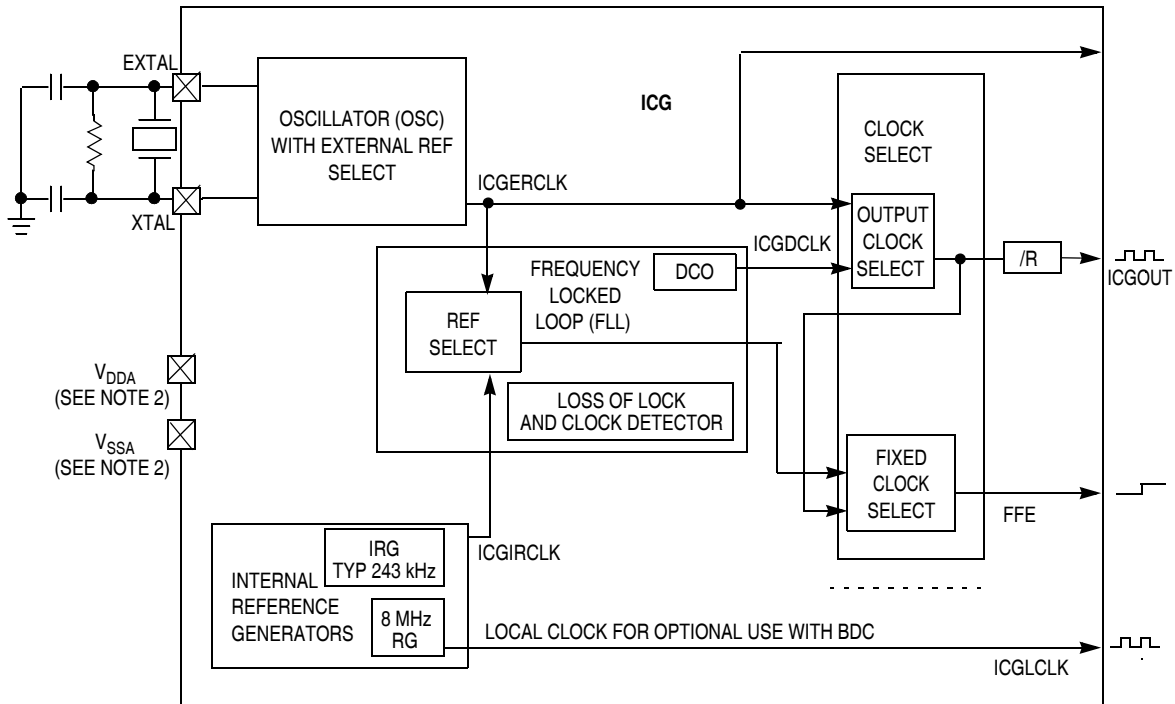 EXTAL
OSCILLATOR (OSC)
WITH EXTERNAL REF
SELECT
ICG
CLOCK
SELECT
ICGERCLK
XTAL
OUTPUT
CLOCK
SELECT
ICGDCLK
/R
ICGOUT
FREQUENCY
LOCKED
LOOP (FLL)
DCO
REF
SELECT
LOSS OF LOCK
AND CLOCK DETECTOR
VDDA
(SEE NOTE 2)
VSSA
(SEE NOTE 2)
FIXED
CLOCK
SELECT
FFE
ICGIRCLK
IRG
TYP 243 kHz
INTERNAL
REFERENCE
GENERATORS
8 MHz
RG
LOCAL CLOCK FOR OPTIONAL USE WITH BDC
ICGLCLK